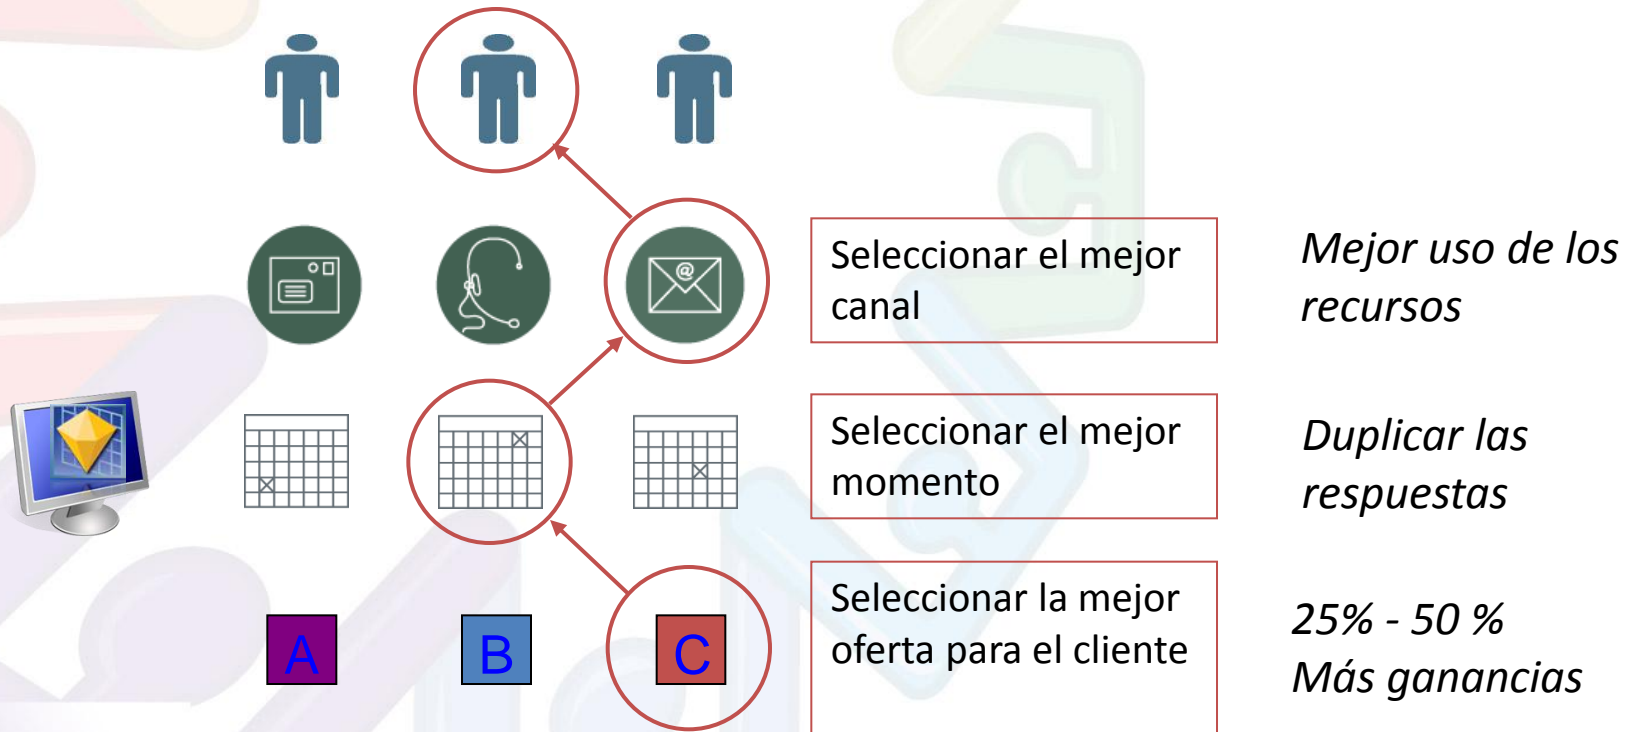 Seleccionar el mejor
canal
Mejor uso de los
recursos
@
Seleccionar el mejor
momento
Duplicar las
respuestas
A
B
C
Seleccionar la mejor
oferta para el cliente
25% - 50 %
Más ganancias